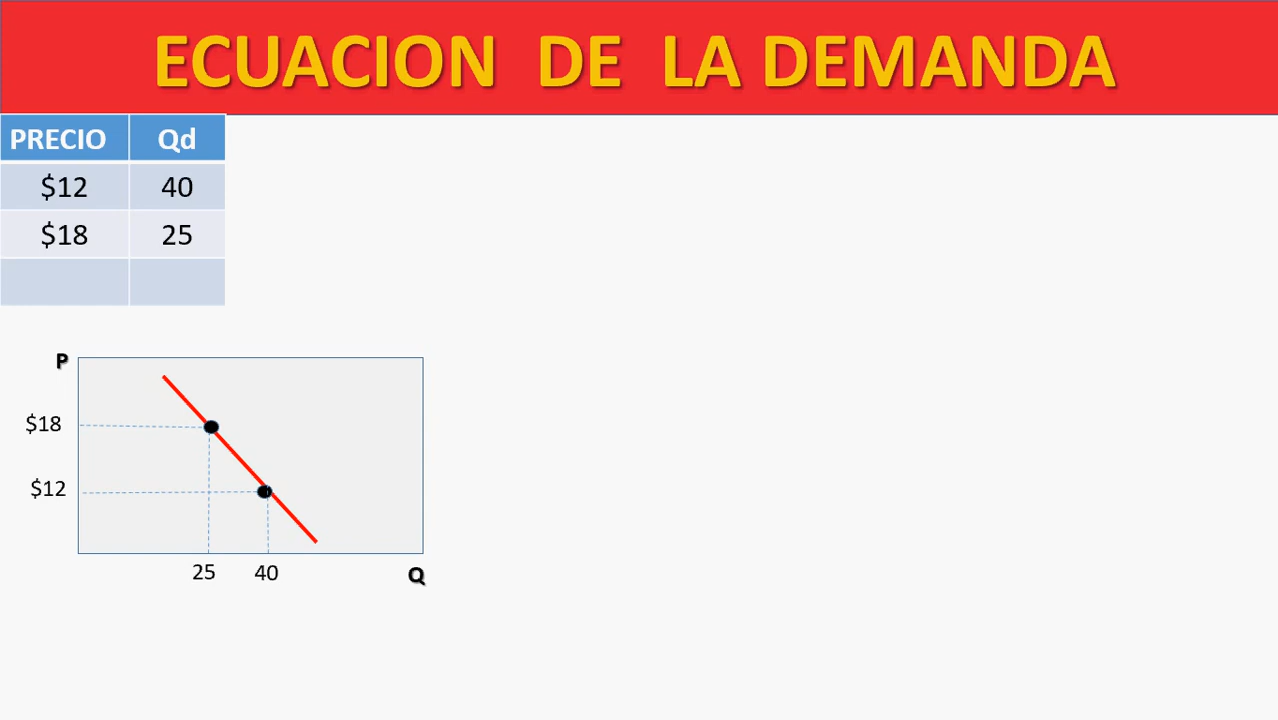 ECUACION DE LA DEMANDA
PRECIO Qd
$12 40
$18 25
P
$18
$12
25 40 Q